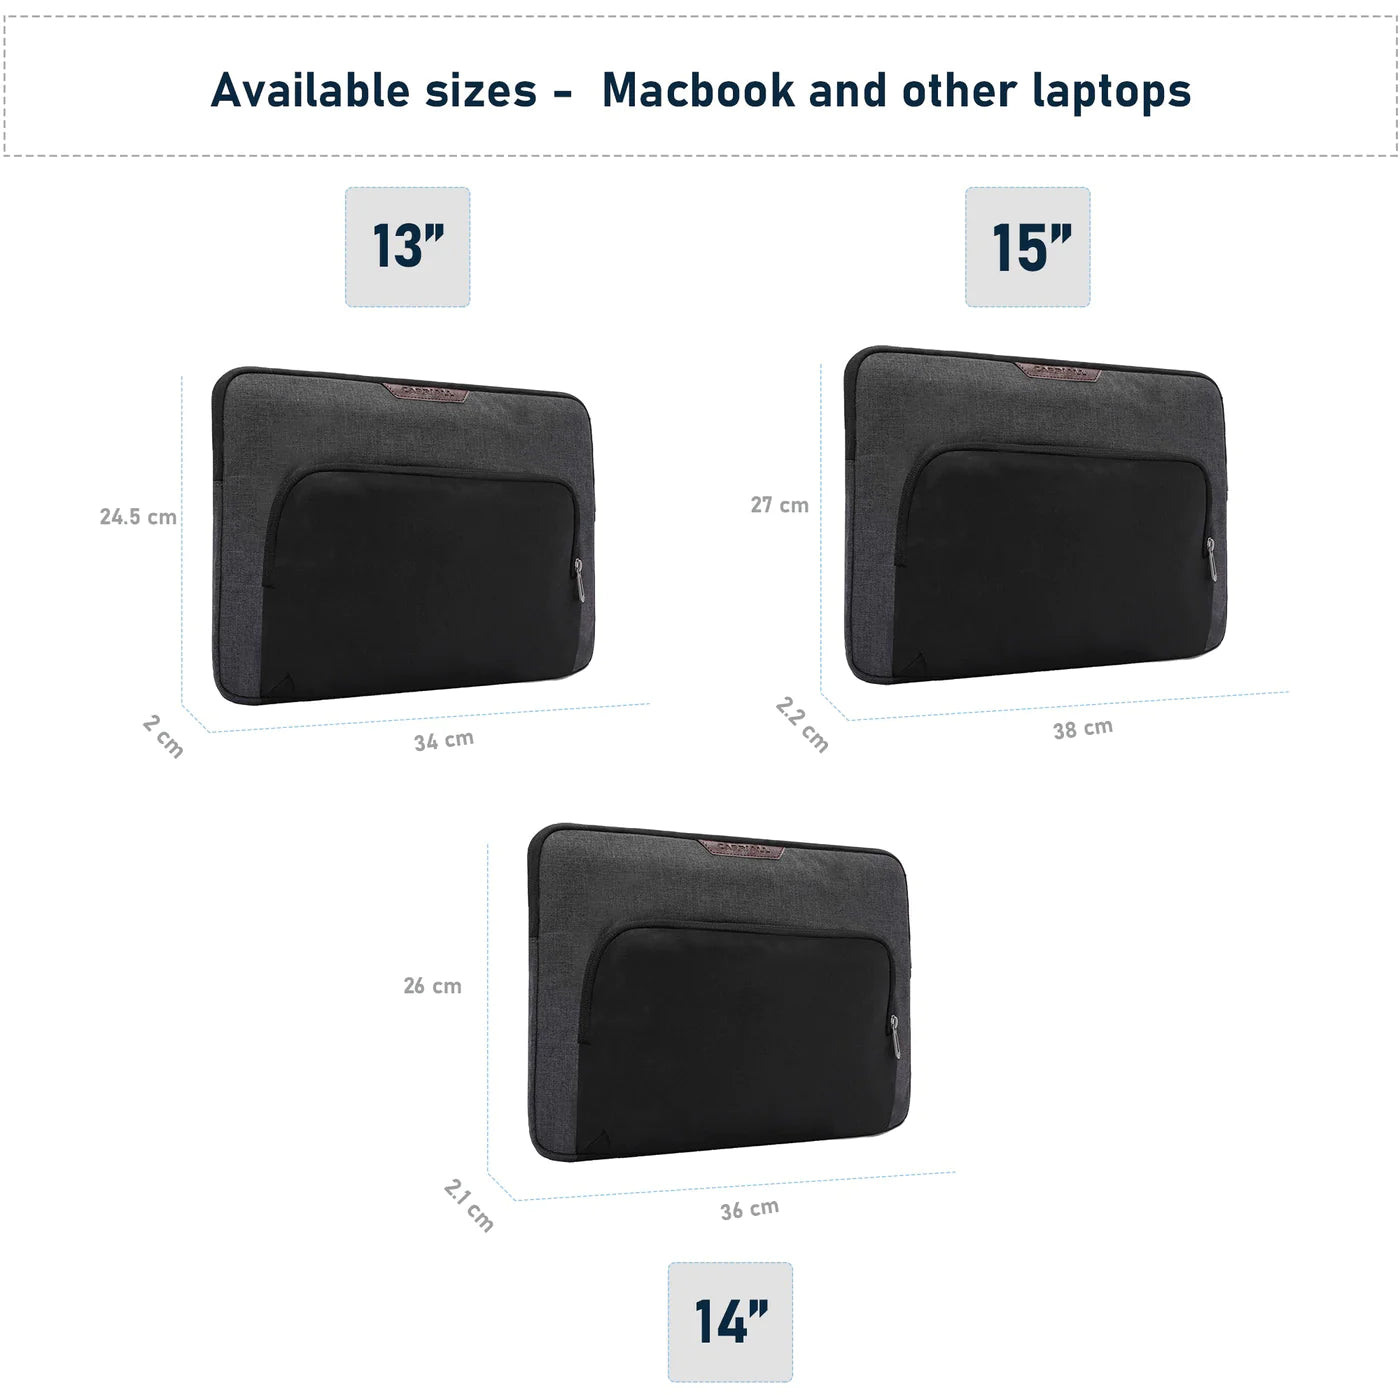 Available sizes - Macbook and other laptops
13”
15”
24.5 cm
2 cm
34 cm
27 cm
2.2 cm
38 cm
26 cm
2.1 cm
36 cm
14”